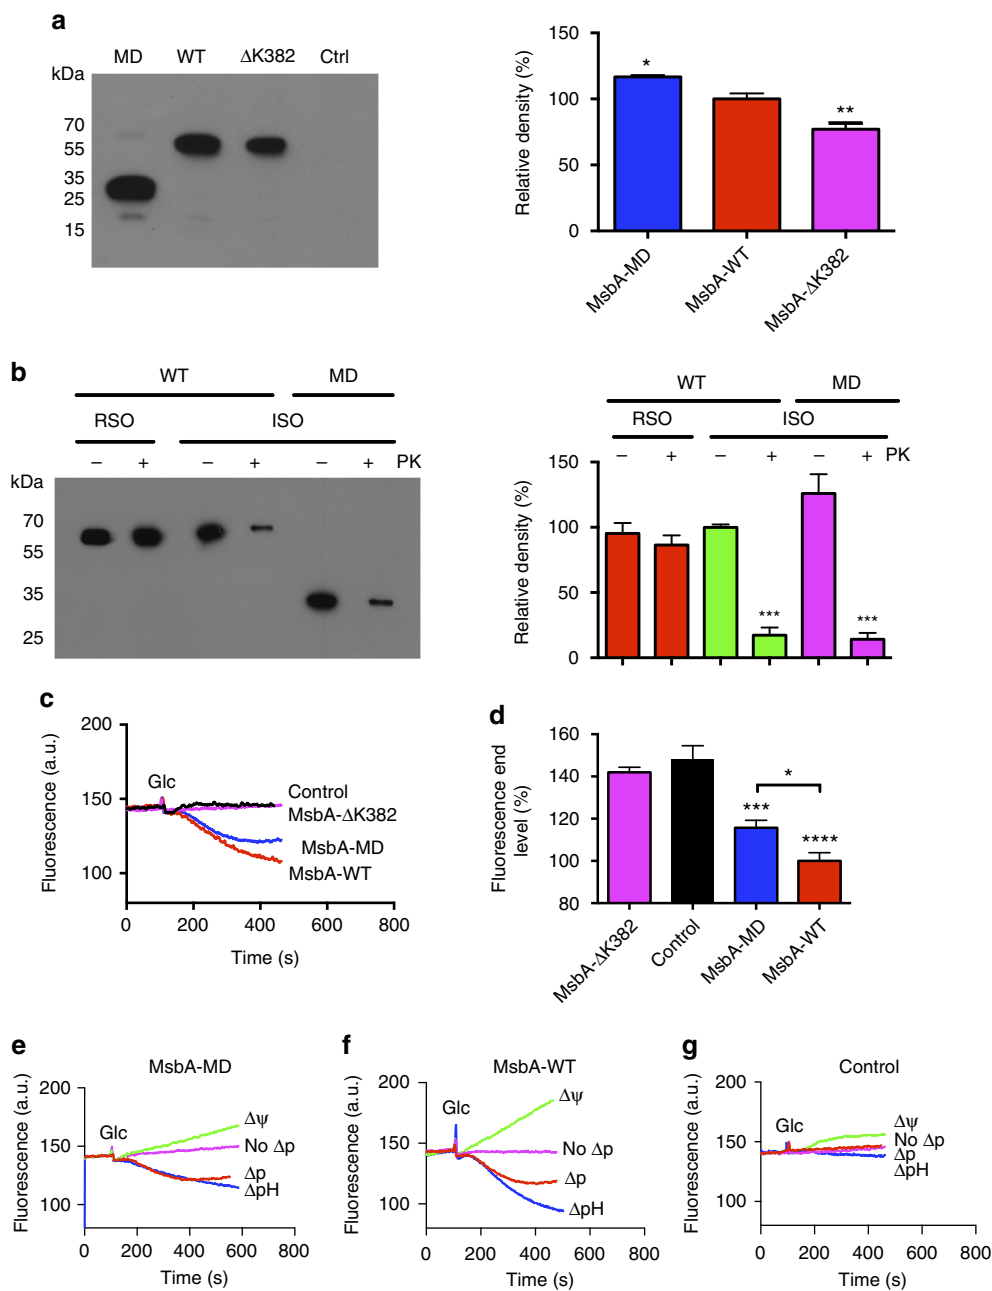 a
MD WT ΔK382 Ctrl
kDa
70
55
35
25
15
Relative density (%)
150
100
50
0
*
**
MsbA-MD
MsbA-WT
MsbA-ΔK382
b
WT MD
RSO ISO
– + – + – + PK
kDa
70
55
35
25
WT MD
RSO ISO
– + – + – + PK
Relative density (%)
150
100
50
0
***
***
c
Fluorescence (a.u.)
200
150
100
Glc
Control
MsbA-ΔK382
MsbA-MD
MsbA-WT
0 200 400 600 800
Time (s)
d
Fluorescence end
level (%)
160
140
120
100
80
***
*
****
MsbA-ΔK382
Control
MsbA-MD
MsbA-WT
e
MsbA-MD
Fluorescence (a.u.)
200
150
100
Glc
Δψ
No Δp
Δp
ΔpH
0 200 400 600 800
Time (s)
f
MsbA-WT
Fluorescence (a.u.)
200
150
100
Glc
Δψ
No Δp
Δp
ΔpH
0 200 400 600 800
Time (s)
g
Control
Fluorescence (a.u.)
200
150
100
Glc
Δψ
No Δp
Δp
ΔpH
0 200 400 600 800
Time (s)